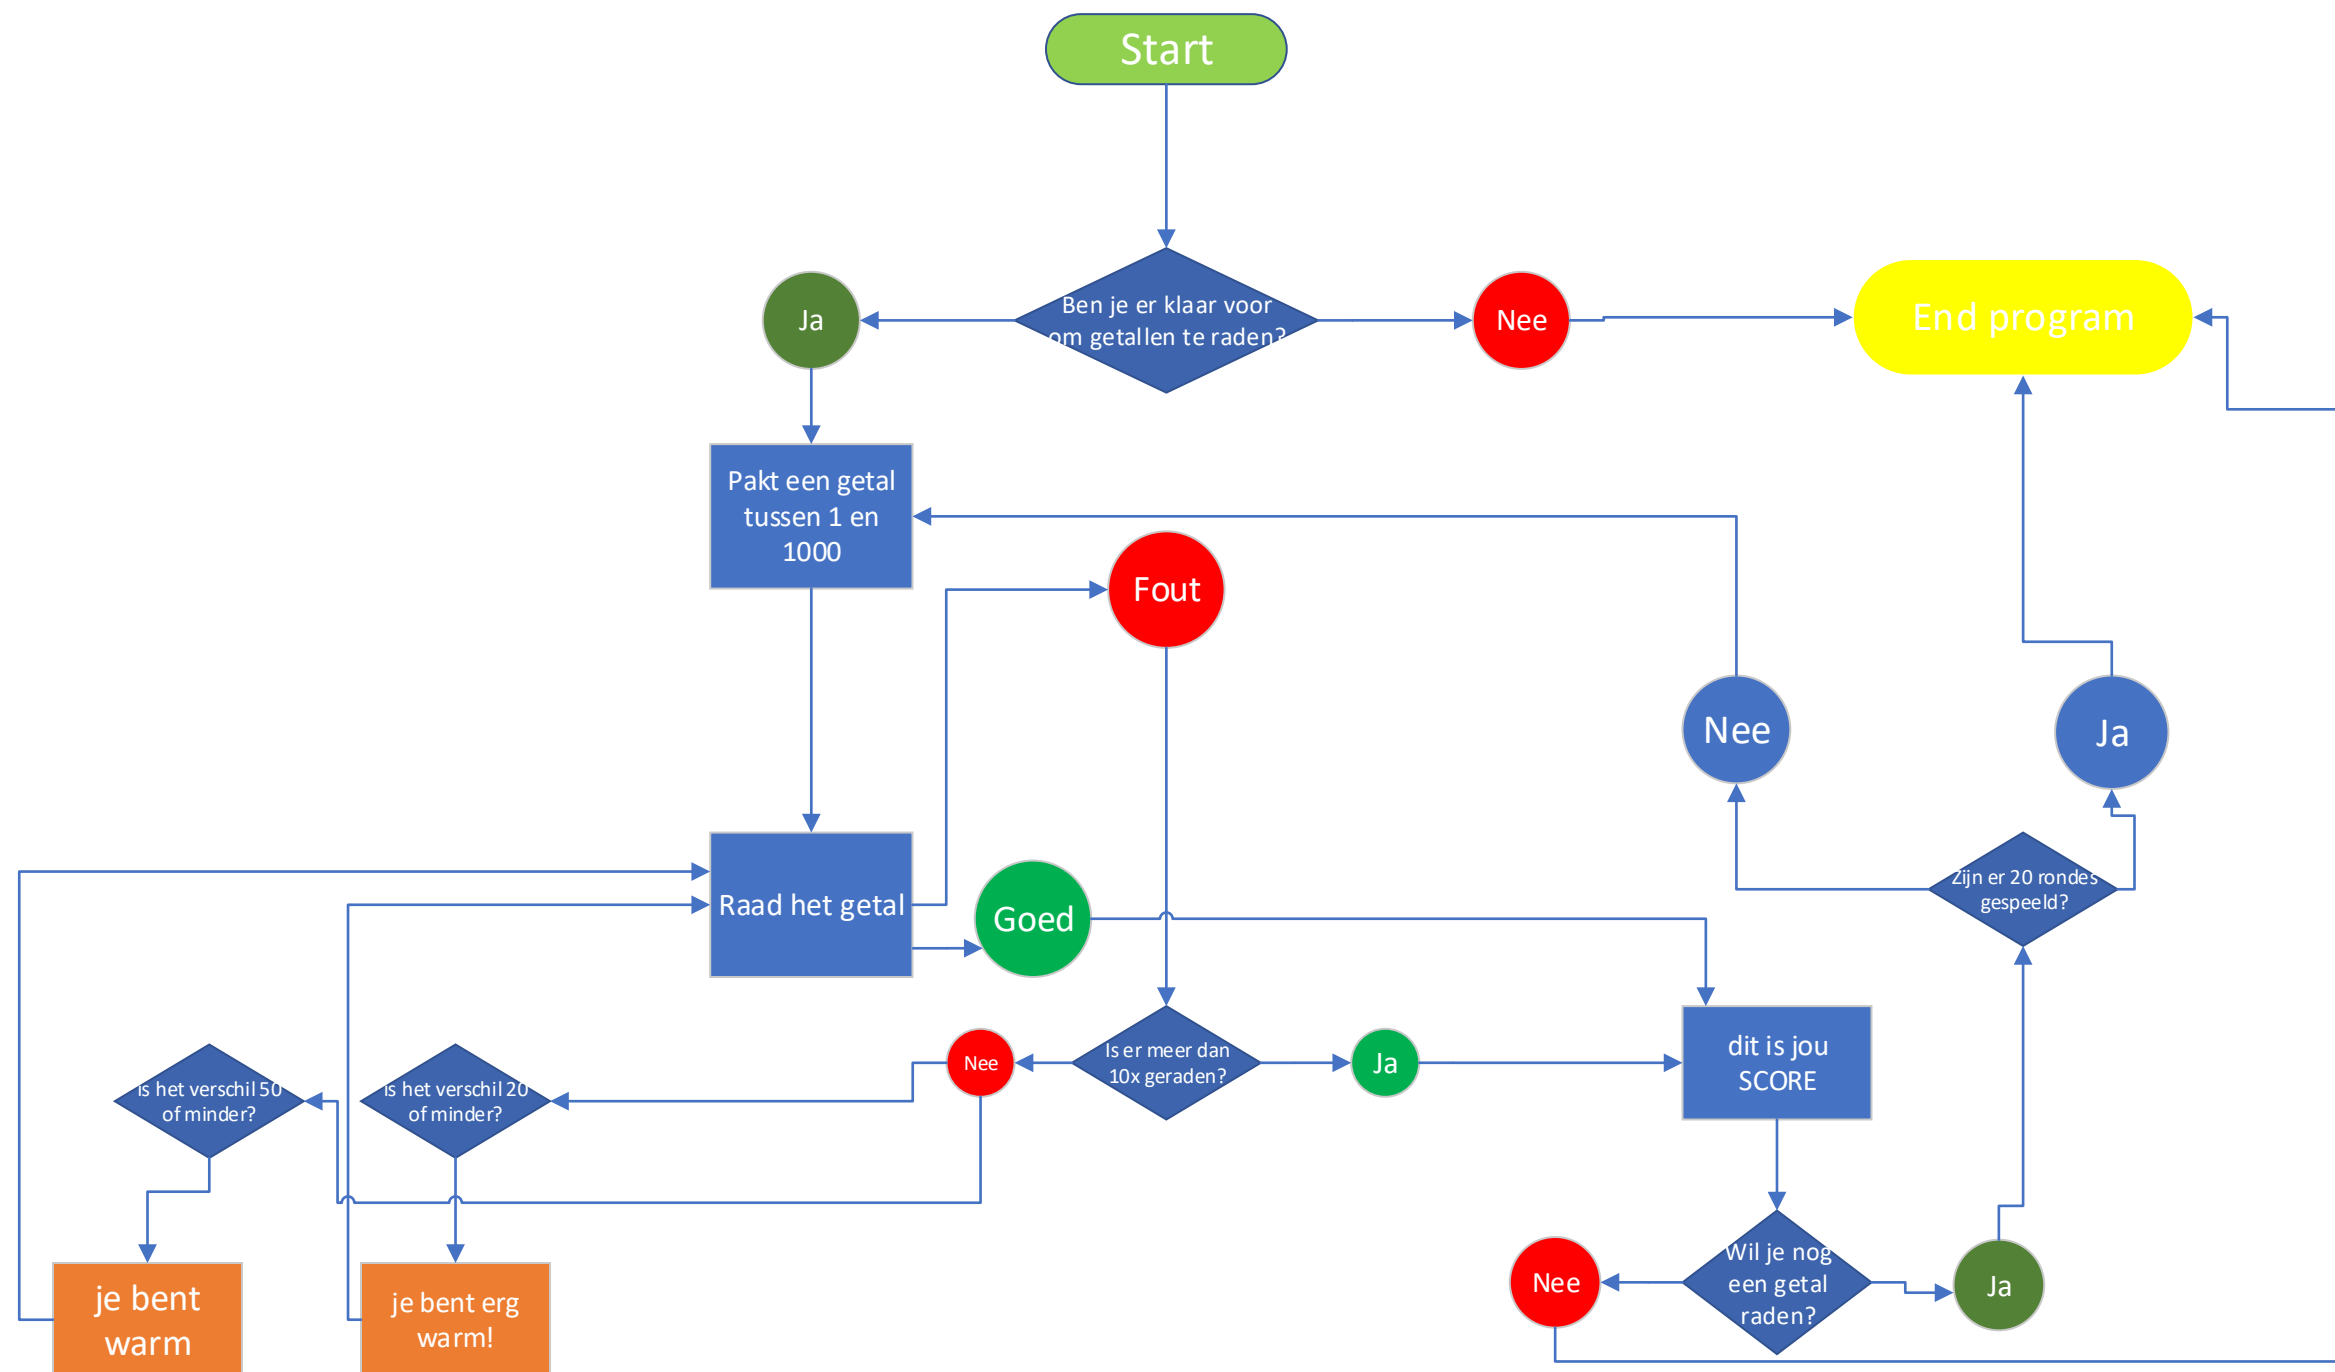 Start
Ben je er klaar voor
om getallen te raden?
Ja
Nee
End program
Pakt een getal
tussen 1 en
1000
Fout
Nee
Ja
Raad het getal
Goed
Zijn er 20 rondes
gespeeld?
is het verschil 50
of minder?
is het verschil 20
of minder?
Nee
Is er meer dan
10x geraden?
Ja
dit is jou
SCORE
je bent
warm
je bent erg
warm!
Nee
Wil je nog
een getal
raden?
Ja